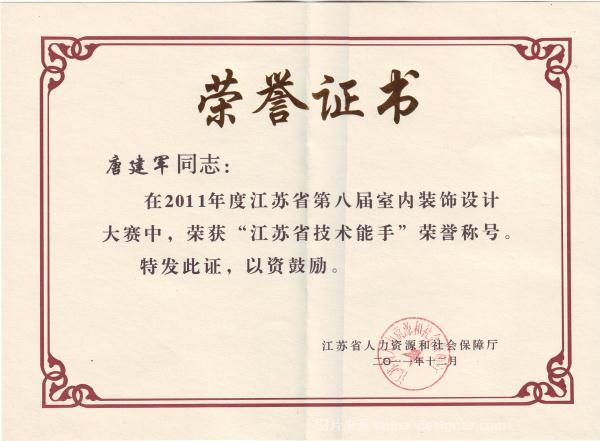 荣誉证书
唐建军同志：
在2011年度江苏省第八届室内装饰设计
大赛中，荣获“江苏省技术能手”荣誉称号。
特发此证，以资鼓励。
江苏省人力资源和社会保障厅
二〇一一年十二月
china-designer.com